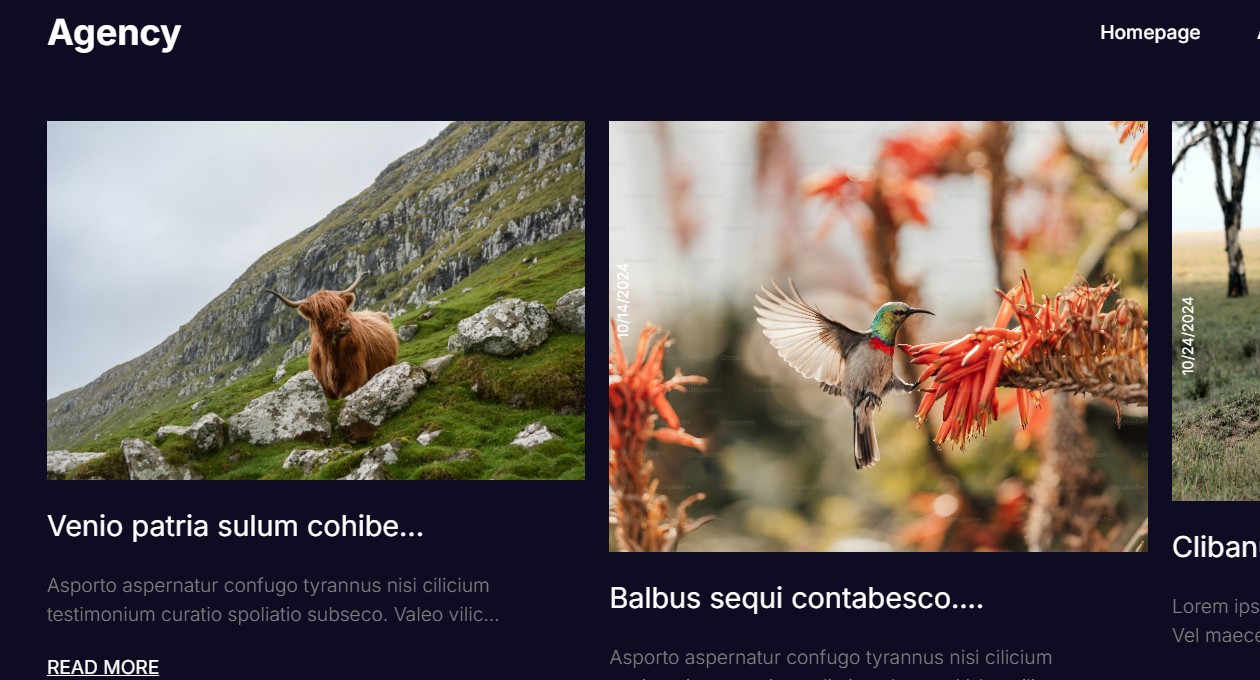 Agency
Homepage
Venio patria sulum cohibe...
Asporto aspernatur confugo tyrannus nisi cilicium
testimonium curatio spoliatio subseco. Valeo vilic...
READ MORE
10/14/2024
Balbus sequi contabesco....
Asporto aspernatur confugo tyrannus nisi cilicium
10/24/2024
Cliban
Lorem ips
Vel maece